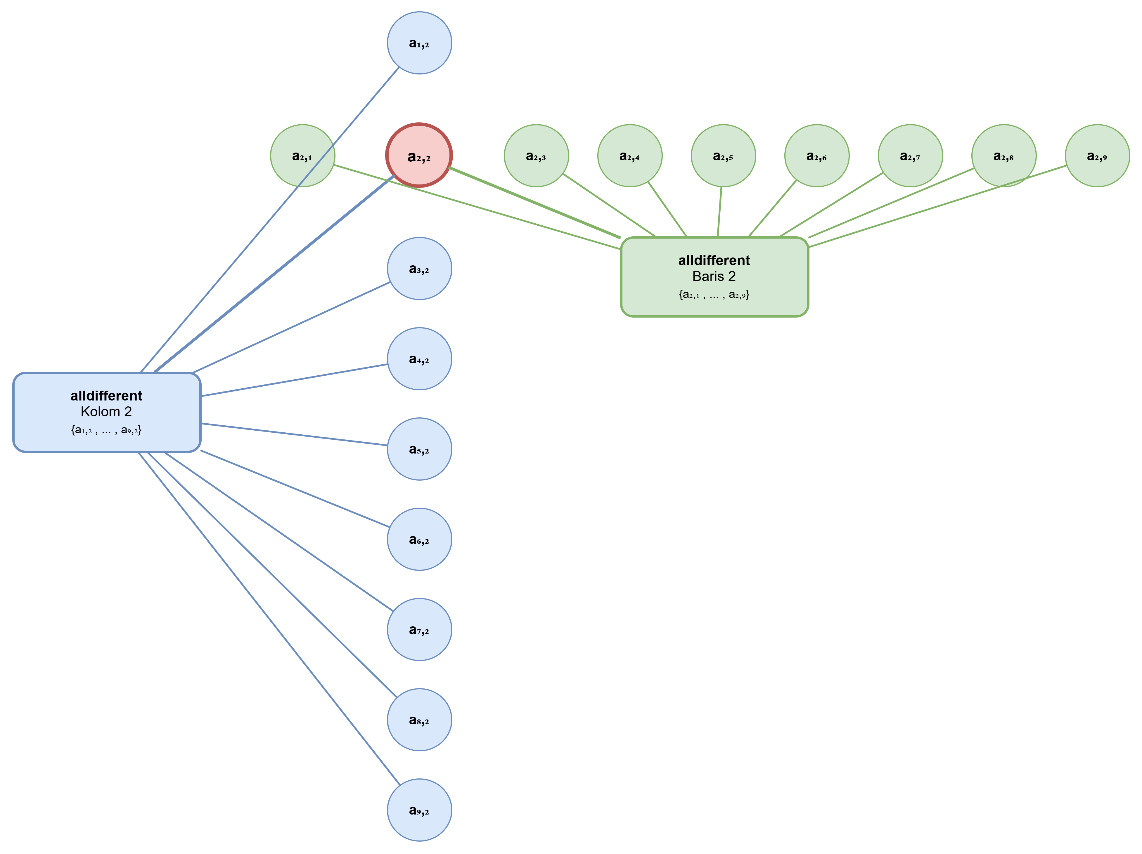 a₁,₂
a₂,₁
a₂,₂
a₂,₃
a₂,₄
a₂,₅
a₂,₆
a₂,₇
a₂,₈
a₂,₉
alldifferent
Baris 2
{a₂,₁ , ... , a₂,₉}
a₃,₂
a₄,₂
alldifferent
Kolom 2
{a₁,₂ , ... , a₉,₂}
a₅,₂
a₆,₂
a₇,₂
a₈,₂
a₉,₂